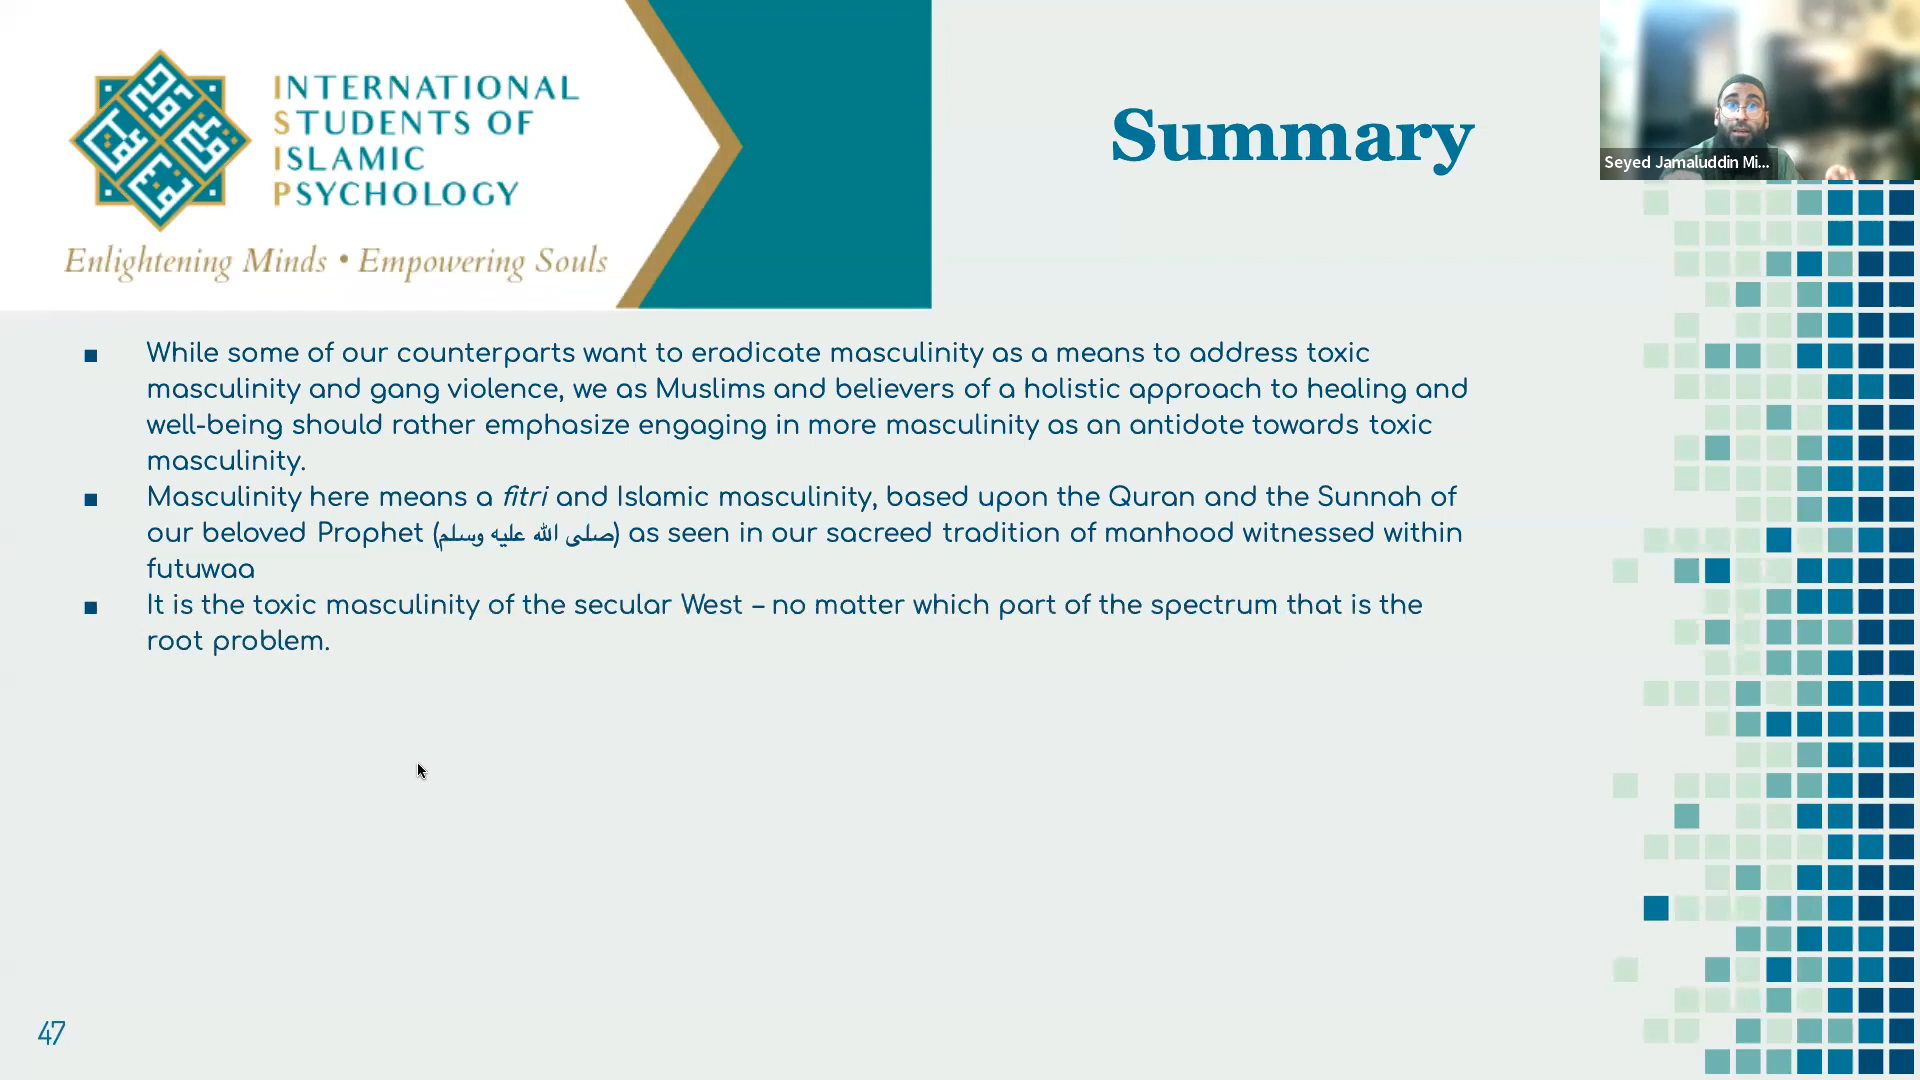 INTERNATIONAL
STUDENTS OF
ISLAMIC
PSYCHOLOGY
Enlightening Minds • Empowering Souls
Summary
Seyed Jamaluddin Mi...
■ While some of our counterparts want to eradicate masculinity as a means to address toxic
masculinity and gang violence, we as Muslims and believers of a holistic approach to healing and
well-being should rather emphasize engaging in more masculinity as an antidote towards toxic
masculinity.
■ Masculinity here means a fitri and Islamic masculinity, based upon the Quran and the Sunnah of
our beloved Prophet (صلى الله عليه وسلم) as seen in our sacreed tradition of manhood witnessed within
futuwaa
■ It is the toxic masculinity of the secular West – no matter which part of the spectrum that is the
root problem.
47